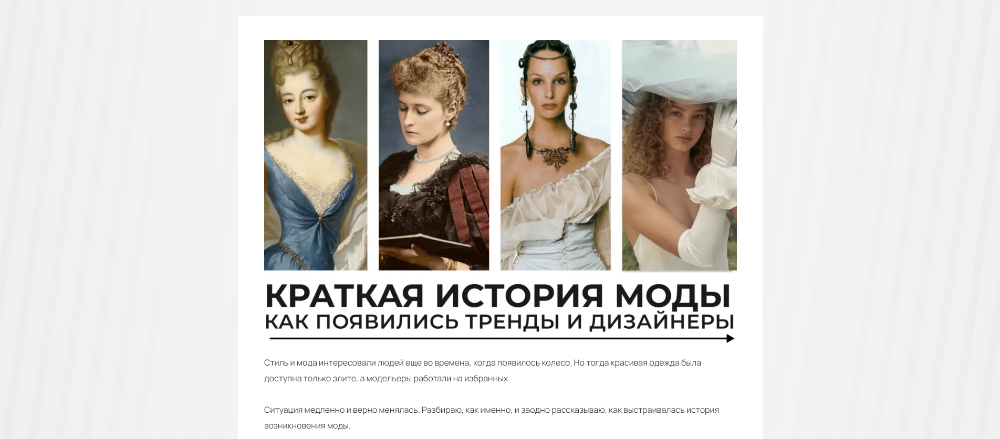 КРАТКАЯ ИСТОРИЯ МОДЫ
КАК ПОЯВИЛИСЬ ТРЕНДЫ И ДИЗАЙНЕРЫ
Стиль и мода интересовали людей еще во времена, когда появилось колесо. Но тогда красивая одежда была
доступна только элите, а модельеры работали на избранных.
Ситуация медленно и верно менялась. Разбираю, как именно, и заодно рассказываю, как выстраивалась история
возникновения моды.